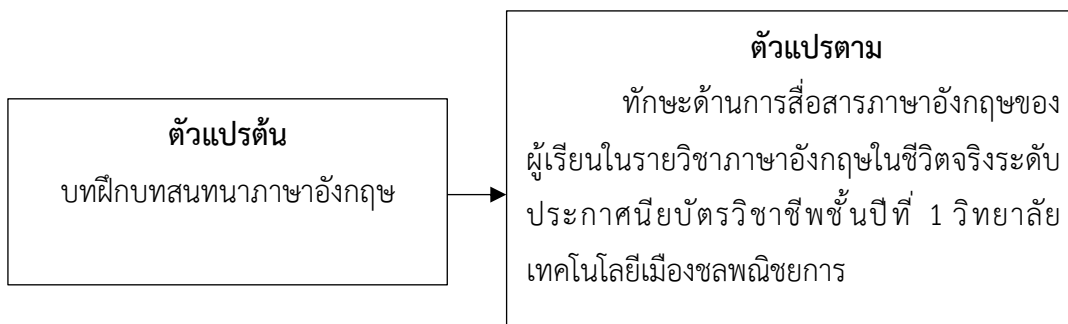 ตัวแปรต้น
บทฝึกบทสนทนาภาษาอังกฤษ
ตัวแปรตาม
ทักษะด้านการสื่อสารภาษาอังกฤษของ
ผู้เรียนในรายวิชาภาษาอังกฤษในชีวิตจริงระดับ
ประกาศนียบัตรวิชาชีพชั้นปีที่ 1 วิทยาลัย
เทคโนโลยีเมืองชลพณิชยการ